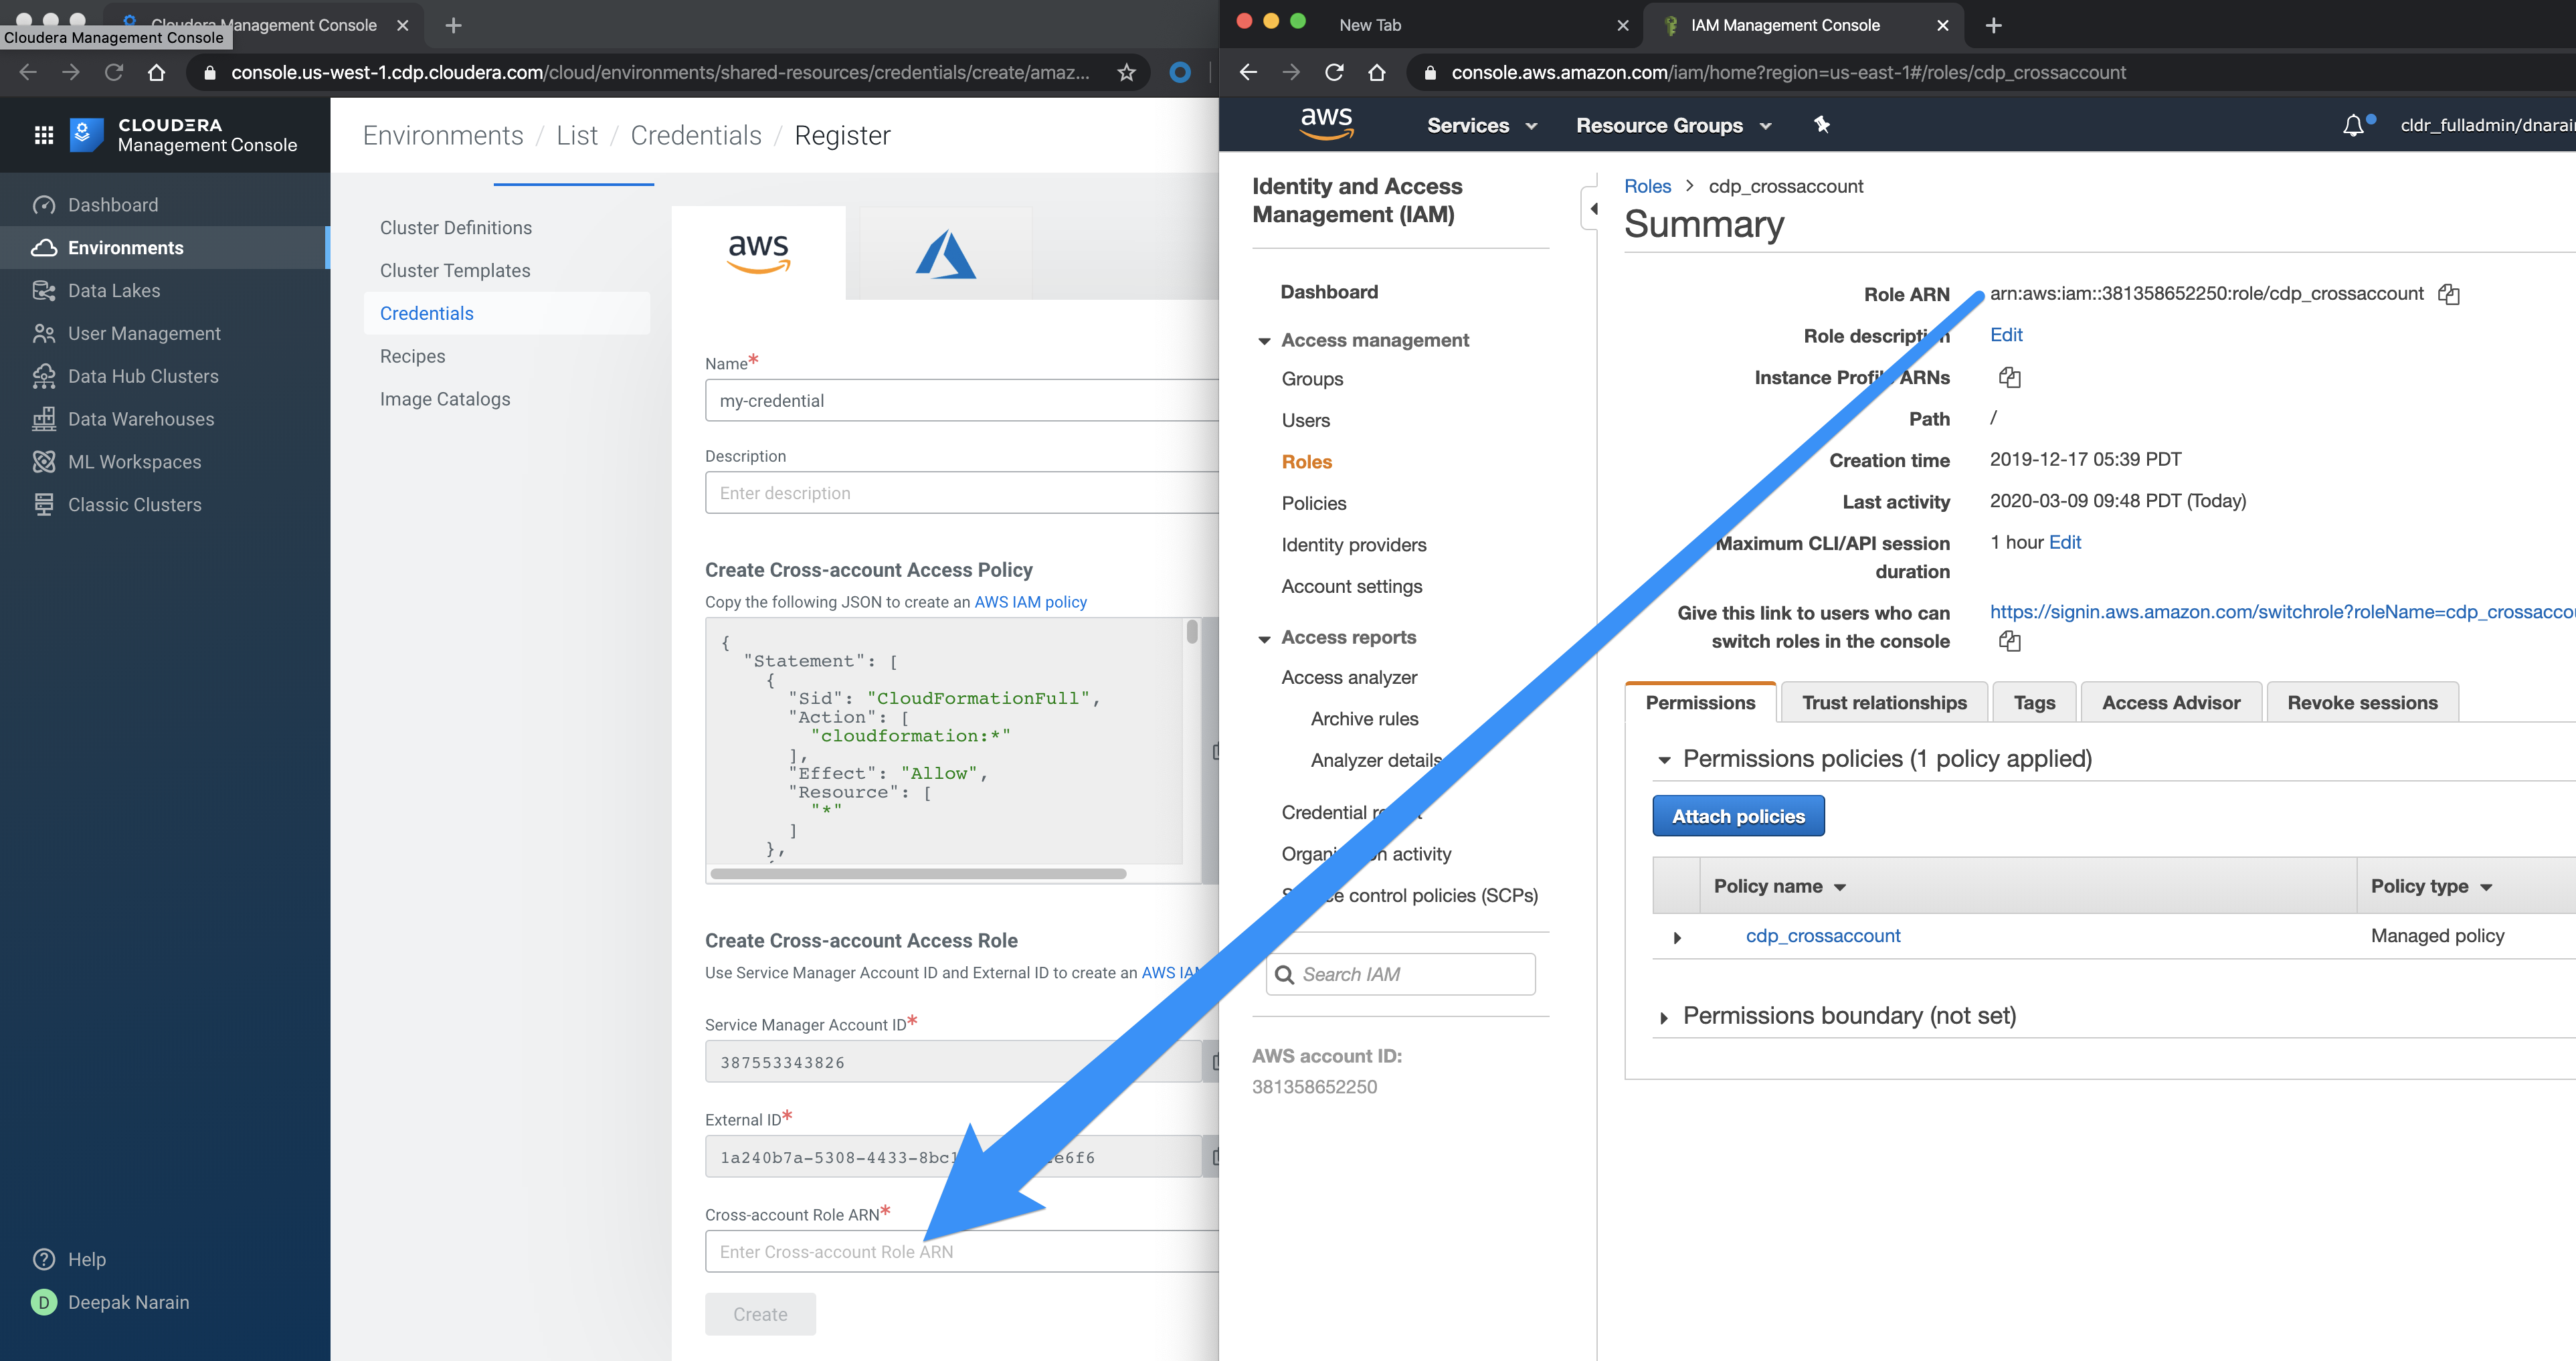 Cloudera Management Console
Cloudera Management Console
console.us-west-1.cdp.cloudera.com/cloud/environments/shared-resources/credentials/create/amaz...
CLOUDERA
Management Console
Dashboard
Environments
Data Lakes
User Management
Data Hub Clusters
Data Warehouses
ML Workspaces
Classic Clusters
Help
D Deepak Narain
Environments / List / Credentials / Register
Cluster Definitions
Cluster Templates
Credentials
Recipes
Image Catalogs
aws
Name*
my-credential
Description
Enter description
Create Cross-account Access Policy
Copy the following JSON to create an AWS IAM policy
{
"Statement": [
{
"Sid": "CloudFormationFull",
"Action": [
"cloudformation:*"
],
"Effect": "Allow",
"Resource": [
"*"
]
},
Create Cross-account Access Role
Use Service Manager Account ID and External ID to create an AWS
Service Manager Account ID*
387553343826
External ID*
1a240b7a-5308-4433-8bc
e6f6
Cross-account Role ARN*
Enter Cross-account Role ARN
Create
New Tab
IAM Management Console
console.aws.amazon.com/iam/home?region=us-east-1#/roles/cdp_crossaccount
aws
Services
Resource Groups
cldr_fulladmin/dnarai
Identity and Access
Management (IAM)
Dashboard
Access management
Groups
Users
Roles
Policies
Identity providers
Account settings
Access reports
Access analyzer
Archive rules
Analyzer details
Credential
activity
control policies (SCPs)
Search IAM
AWS account ID:
381358652250
Roles > cdp_crossaccount
Summary
Role ARN arn:aws:iam::381358652250:role/cdp_crossaccount
Role description Edit
Instance Profile ARNs
Path /
Creation time 2019-12-17 05:39 PDT
Last activity 2020-03-09 09:48 PDT (Today)
Maximum CLI/API session 1 hour Edit
duration
Give this link to users who can https://signin.aws.amazon.com/switchrole?roleName=cdp_crossacco
switch roles in the console
Permissions
Trust relationships
Tags
Access Advisor
Revoke sessions
Permissions policies (1 policy applied)
Attach policies
Policy name
Policy type
cdp_crossaccount
Managed policy
Permissions boundary (not set)